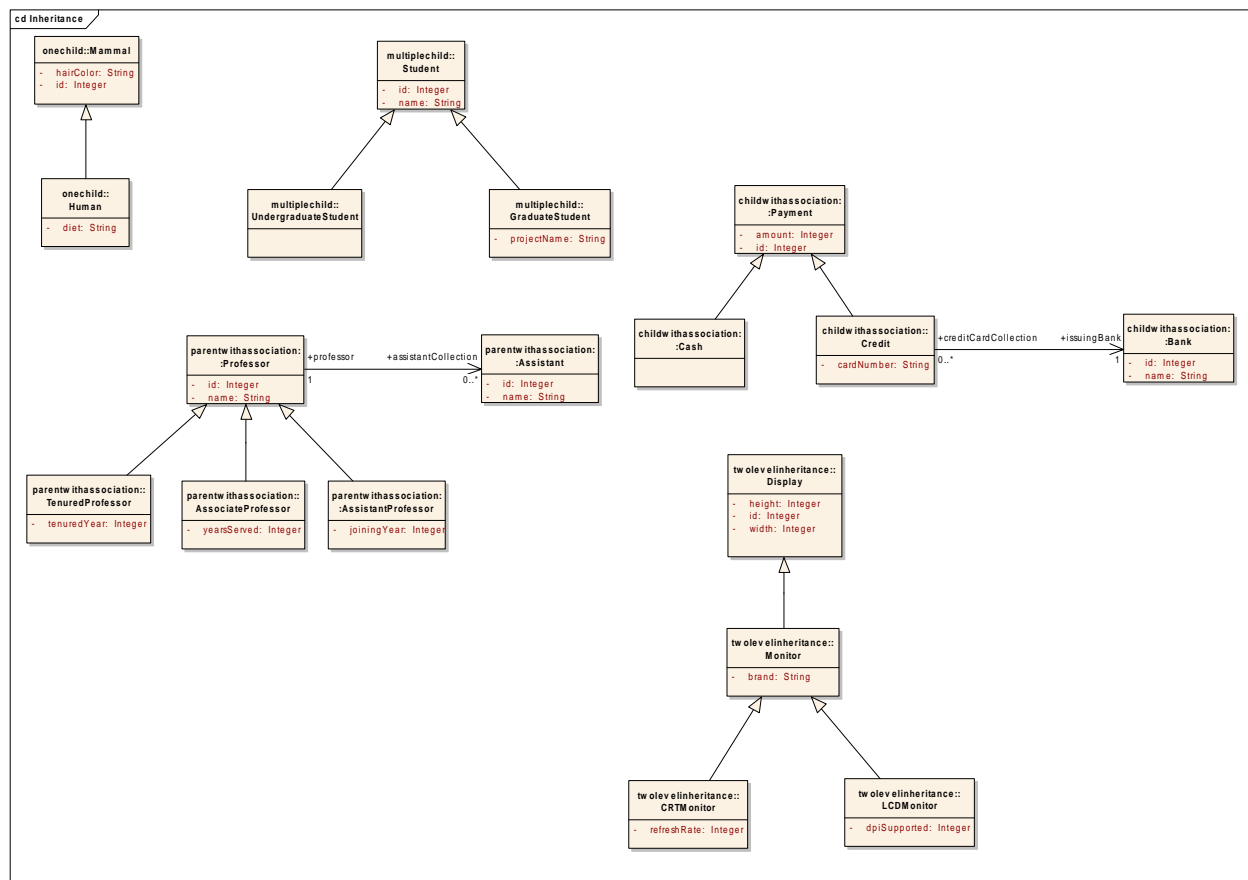 cd Inheritance
onechild::Mammal
- hairColor: String
- id: Integer
onechild::
Human
- diet: String
multiplechild::
Student
- id: Integer
- name: String
multiplechild::
UndergraduateStudent
multiplechild::
GraduateStudent
- projectName: String
childwithassociation:
:Payment
- amount: Integer
- id: Integer
childwithassociation:
:Cash
childwithassociation::
Credit
- cardNumber: String
+creditCardCollection
0..*
+issuingBank
1
childwithassociation:
:Bank
- id: Integer
- name: String
parentwithassociation:
:Professor
- id: Integer
- name: String
+professor
1
+assistantCollection
0..*
parentwithassociation:
:Assistant
- id: Integer
- name: String
parentwithassociation::
TenuredProfessor
- tenuredYear: Integer
parentwithassociation::
AssociateProfessor
- yearsServed: Integer
parentwithassociation:
:AssistantProfessor
- joiningYear: Integer
twolevelinheritance::
Display
- height: Integer
- id: Integer
- width: Integer
twolevelinheritance::
Monitor
- brand: String
twolevelinheritance::
CRTMonitor
- refreshRate: Integer
twolevelinheritance::
LCDMonitor
- dpiSupported: Integer